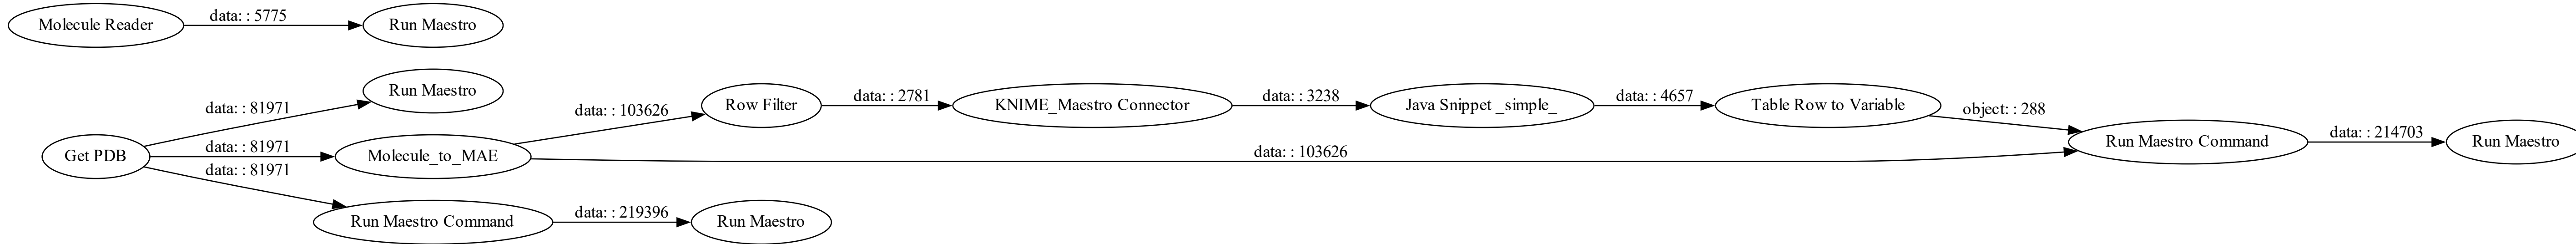 Molecule Reader
data: : 5775
Run Maestro
Get PDB
data: : 81971
Run Maestro
data: : 81971
Molecule_to_MAE
data: : 81971
Run Maestro Command
data: : 103626
Row Filter
data: : 2781
KNIME_Maestro Connector
data: : 3238
Java Snippet _simple_
data: : 4657
Table Row to Variable
object: : 288
data: : 103626
Run Maestro Command
data: : 214703
Run Maestro
data: : 219396
Run Maestro